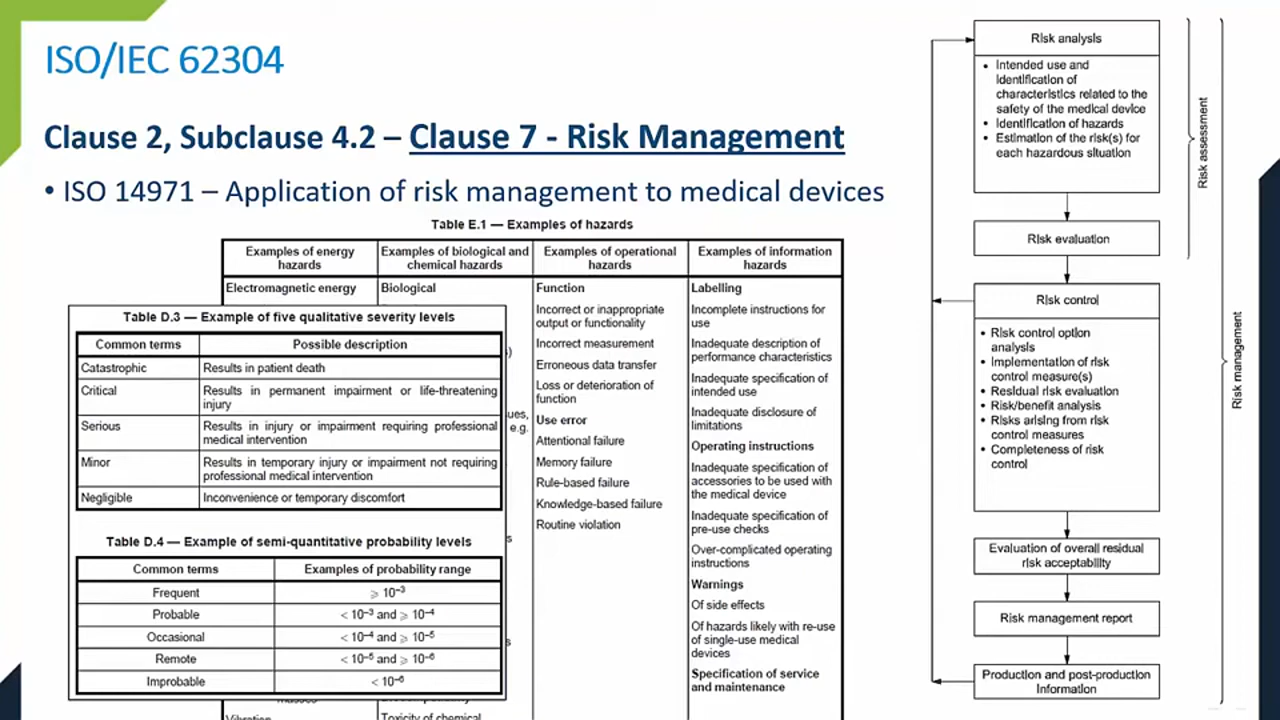 ISO/IEC 62304
Clause 2, Subclause 4.2 – Clause 7 - Risk Management
• ISO 14971 – Application of risk management to medical devices
Table E.1 — Examples of hazards
Examples of energy
hazards
Examples of biological and
chemical hazards
Examples of operational
hazards
Examples of information
hazards
Electromagnetic energy
Biological
Function
Incorrect or inappropriate
output or functionality
Incorrect measurement
Erroneous data transfer
Loss or deterioration of
function
Use error
Attentional failure
Memory failure
Rule-based failure
Knowledge-based failure
Routine violation
Labelling
Incomplete instructions for
use
Inadequate description of
performance characteristics
Inadequate specification of
intended use
Inadequate disclosure of
limitations
Operating instructions
Inadequate specification of
accessories to be used with
the medical device
Inadequate specification of
pre-use checks
Over-complicated operating
instructions
Warnings
Of side effects
Of hazards likely with re-use
of single-use medical
devices
Specification of service
and maintenance
e.g.
Toxicity of chemical
Table D.3 — Example of five qualitative severity levels
Common terms Possible description
Catastrophic Results in patient death
Critical Results in permanent impairment or life-threatening
injury
Serious Results in injury or impairment requiring professional
medical intervention
Minor Results in temporary injury or impairment not requiring
professional medical intervention
Negligible Inconvenience or temporary discomfort
Table D.4 — Example of semi-quantitative probability levels
Common terms Examples of probability range
Frequent ⩾ 10⁻³
Probable < 10⁻³ and ⩾ 10⁻⁴
Occasional < 10⁻⁴ and ⩾ 10⁻⁵
Remote < 10⁻⁵ and ⩾ 10⁻⁶
Improbable < 10⁻⁶
Risk analysis
• Intended use and
identification of
characteristics related to the
safety of the medical device
• Identification of hazards
• Estimation of the risk(s) for
each hazardous situation
Risk evaluation
Risk assessment
Risk control
• Risk control option
analysis
• Implementation of risk
control measure(s)
• Residual risk evaluation
• Risk/benefit analysis
• Risks arising from risk
control measures
• Completeness of risk
control
Evaluation of overall residual
risk acceptability
Risk management report
Production and post-production
information
Risk management